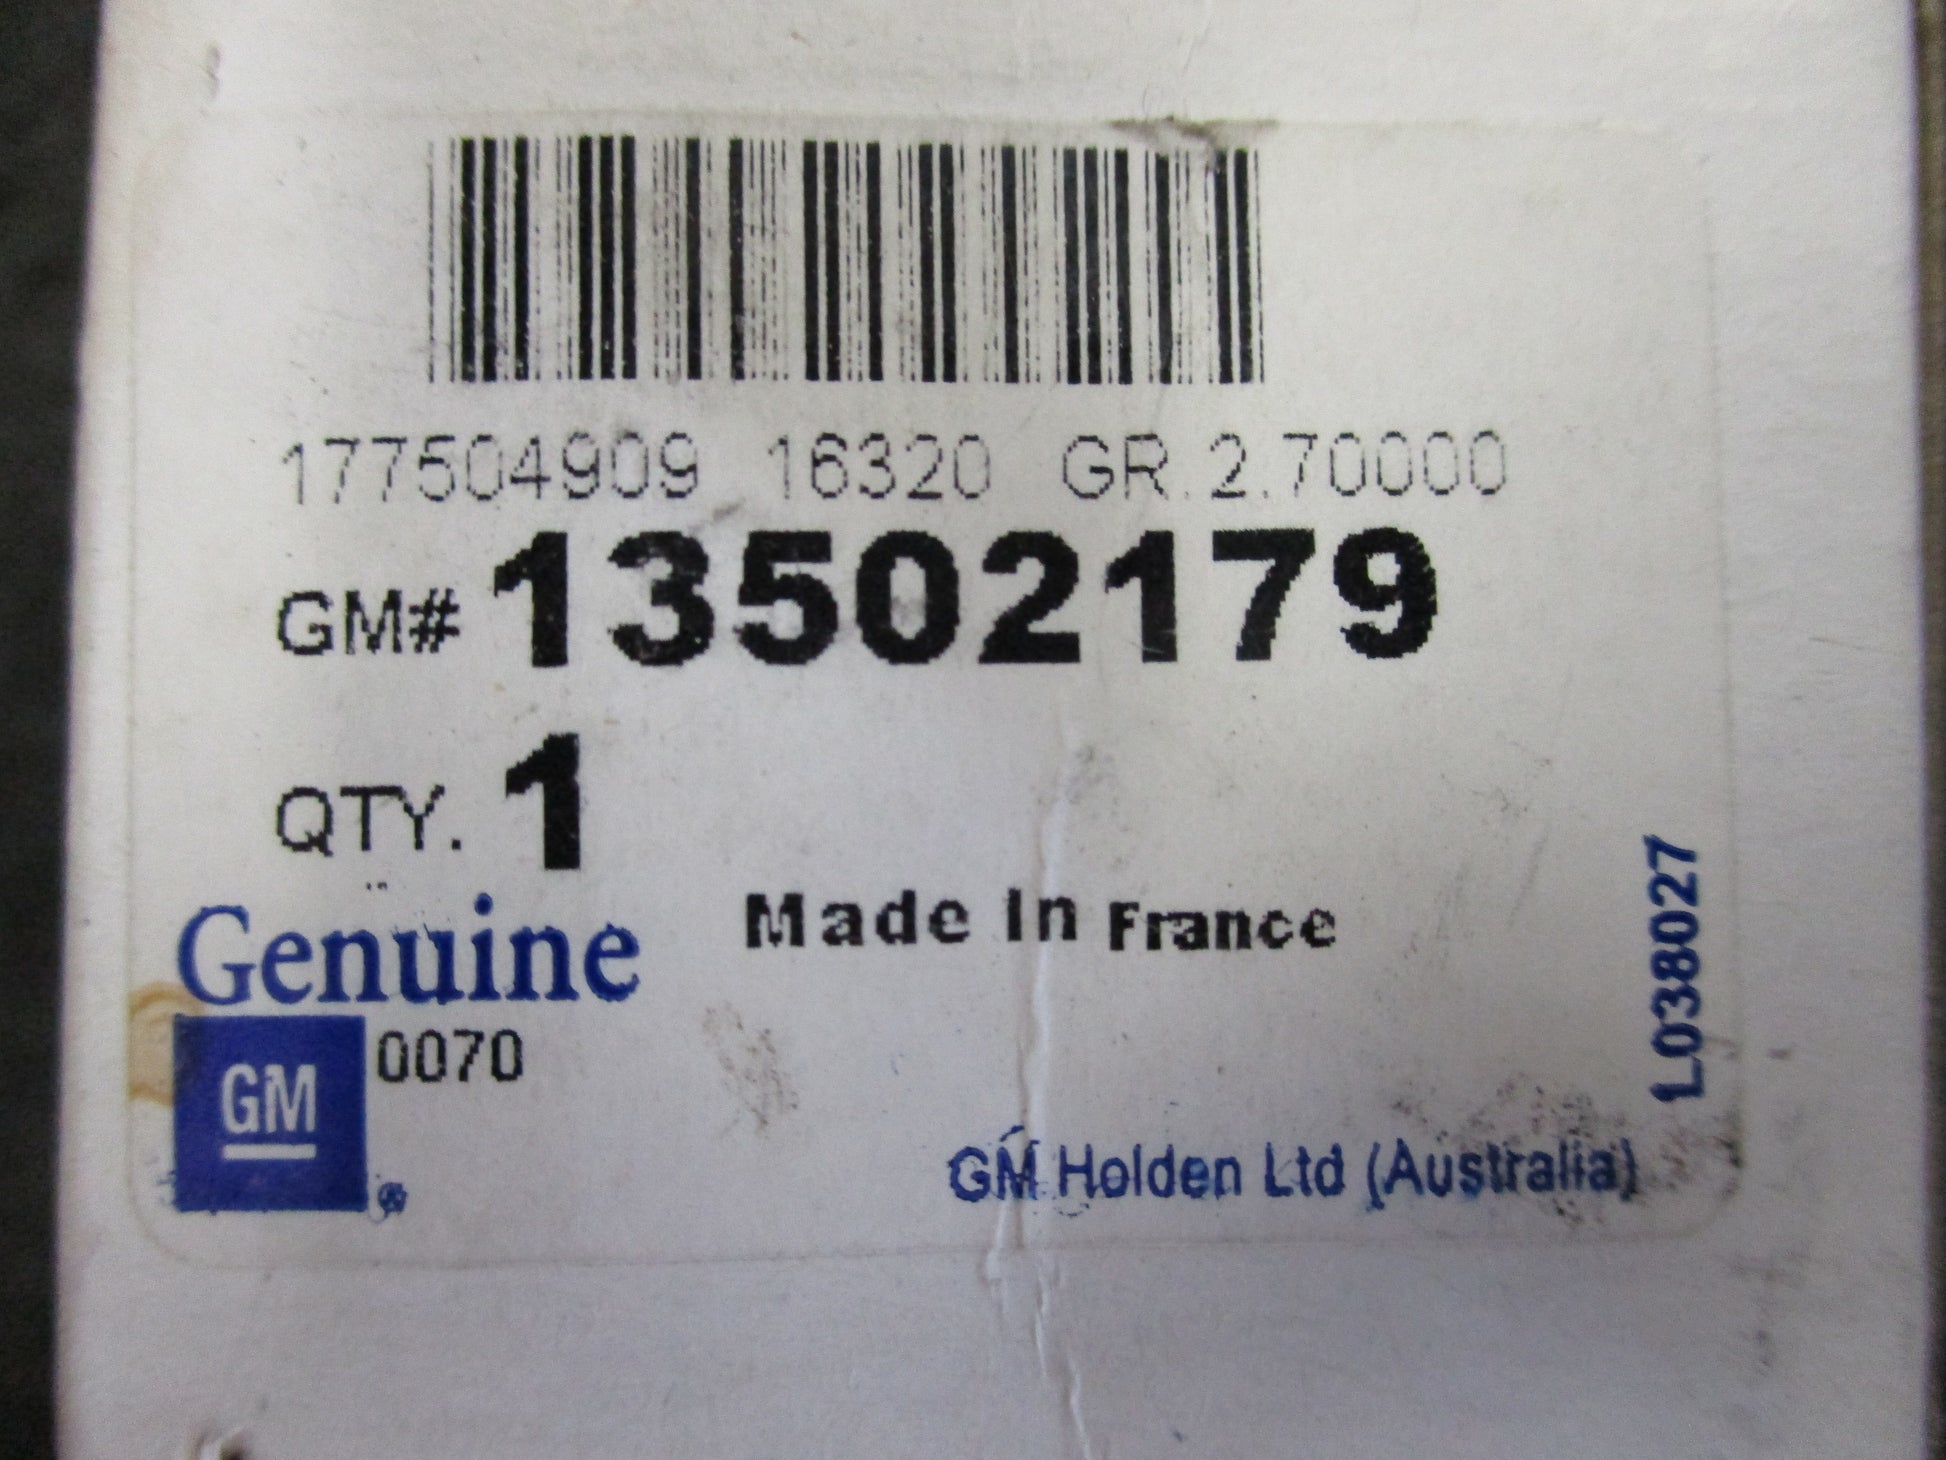 177504909 16320 GR.2.70000
GM# 13502179
QTY. 1
Made In France
Genuine
GM 0070
®
GM Holden Ltd (Australia)
L038027